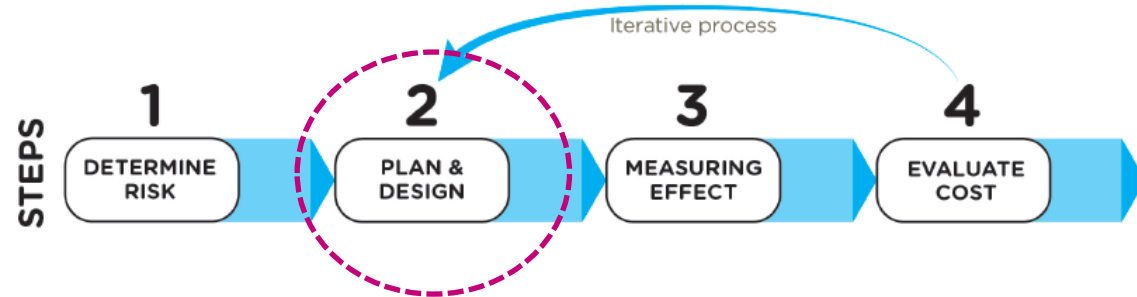 Iterative process
1
2
3
4
STEPS
DETERMINE
RISK
PLAN &
DESIGN
MEASURING
EFFECT
EVALUATE
COST